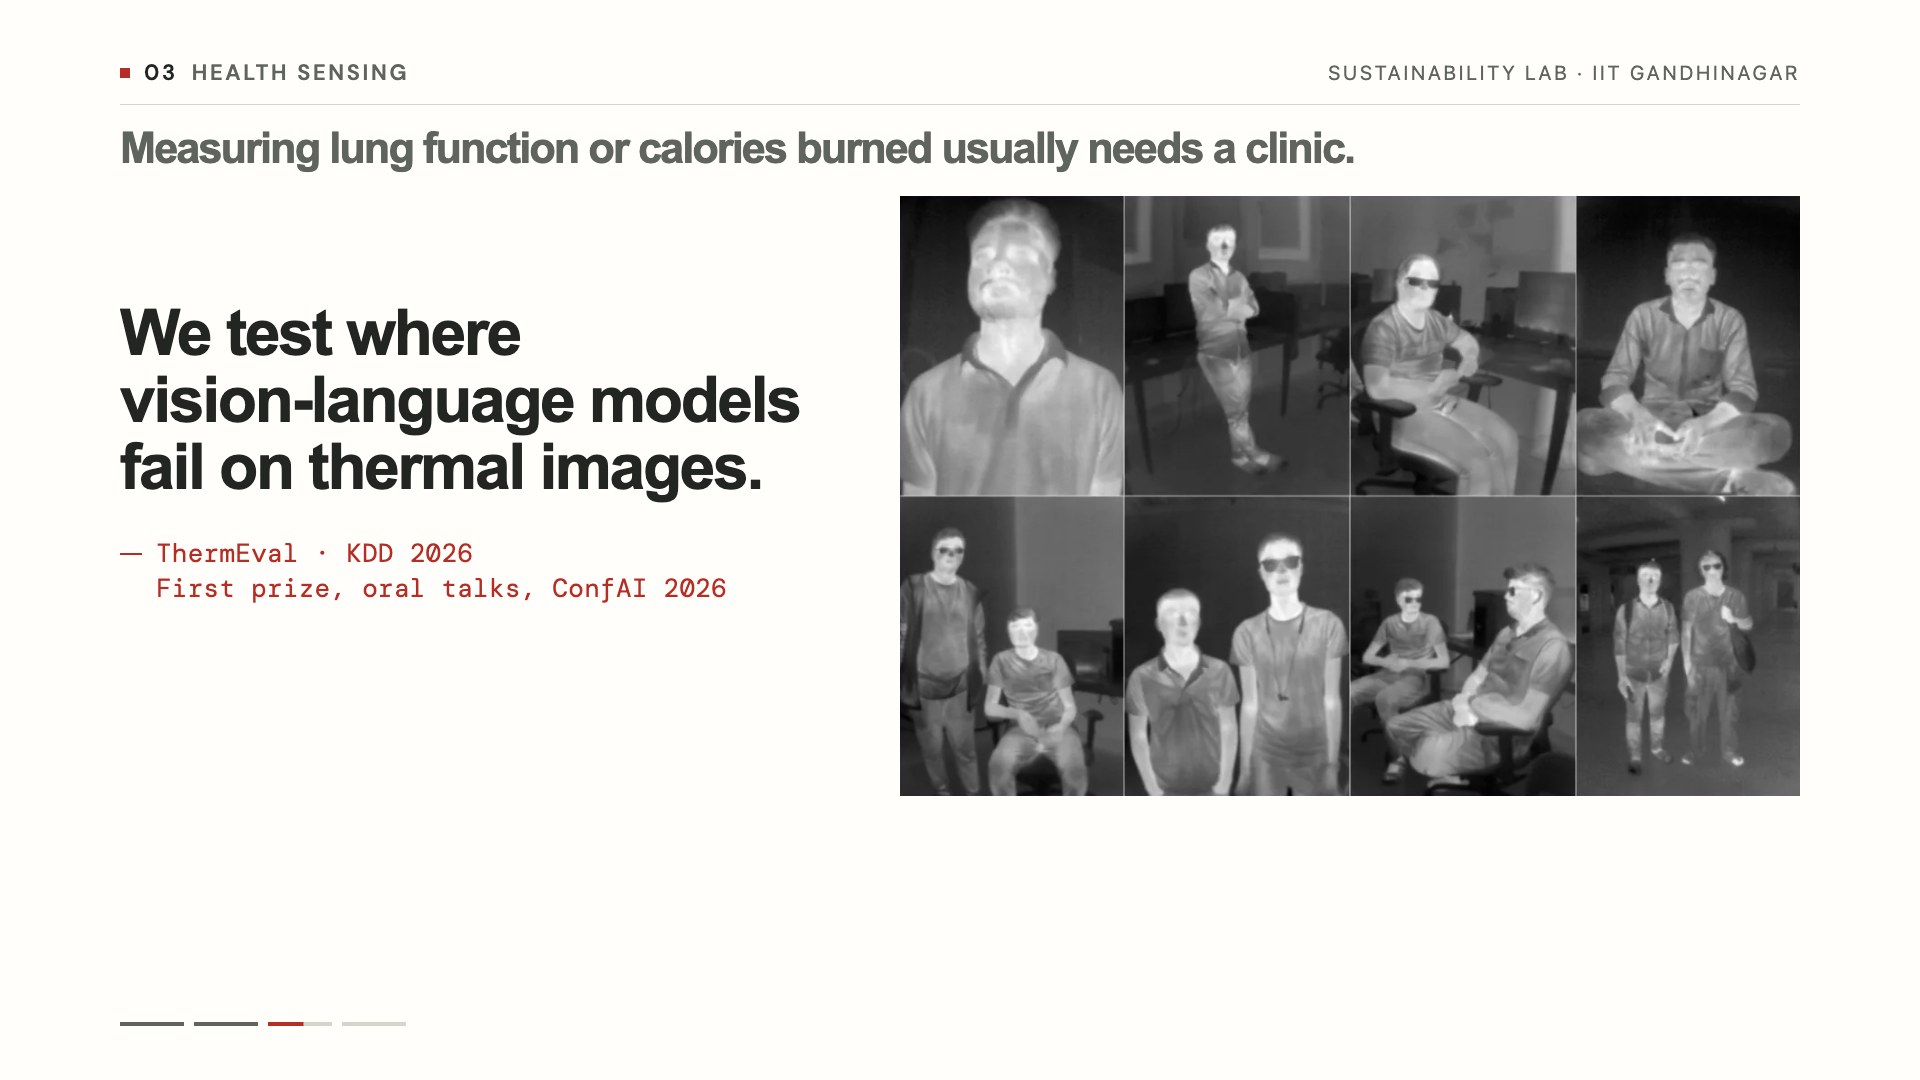 03 HEALTH SENSING
SUSTAINABILITY LAB · IIT GANDHINAGAR
Measuring lung function or calories burned usually needs a clinic.
We test where
vision-language models
fail on thermal images.
— ThermEval · KDD 2026
First prize, oral talks, ConfAI 2026